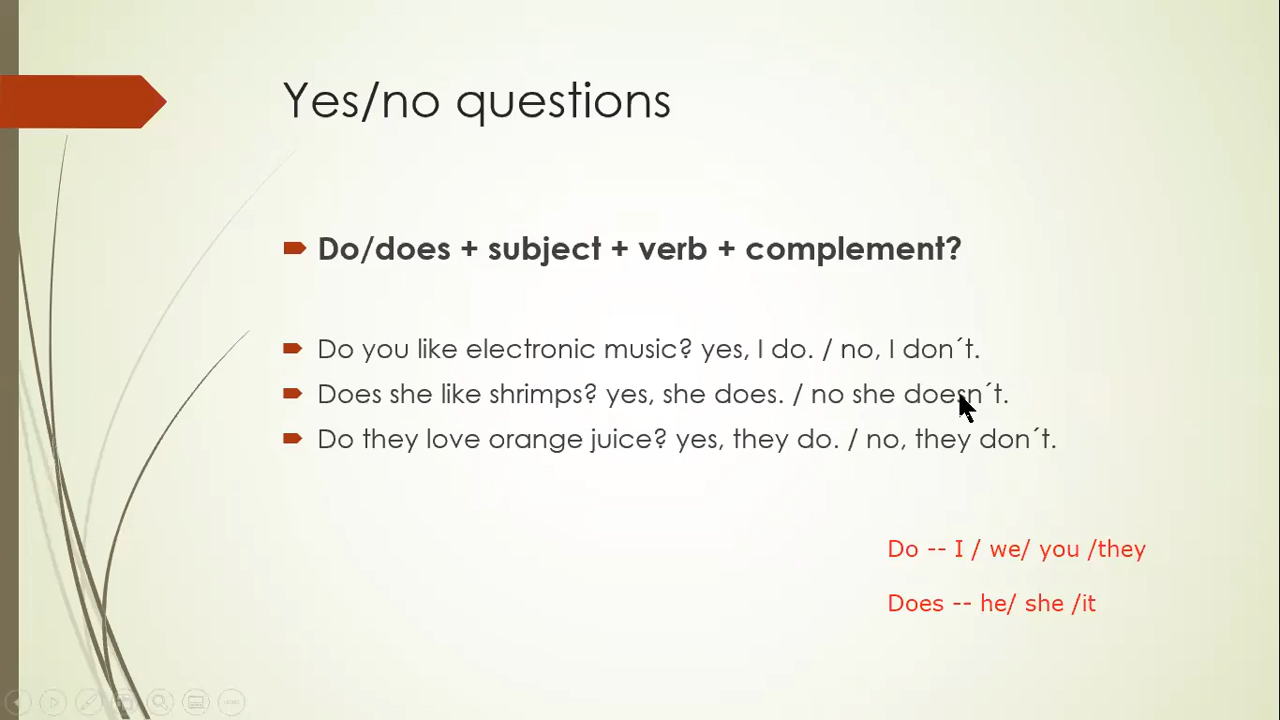 Yes/no questions
Do/does + subject + verb + complement?
Do you like electronic music? yes, I do. / no, I don´t.
Does she like shrimps? yes, she does. / no she doesn´t.
Do they love orange juice? yes, they do. / no, they don´t.
Do -- I / we/ you /they
Does -- he/ she /it